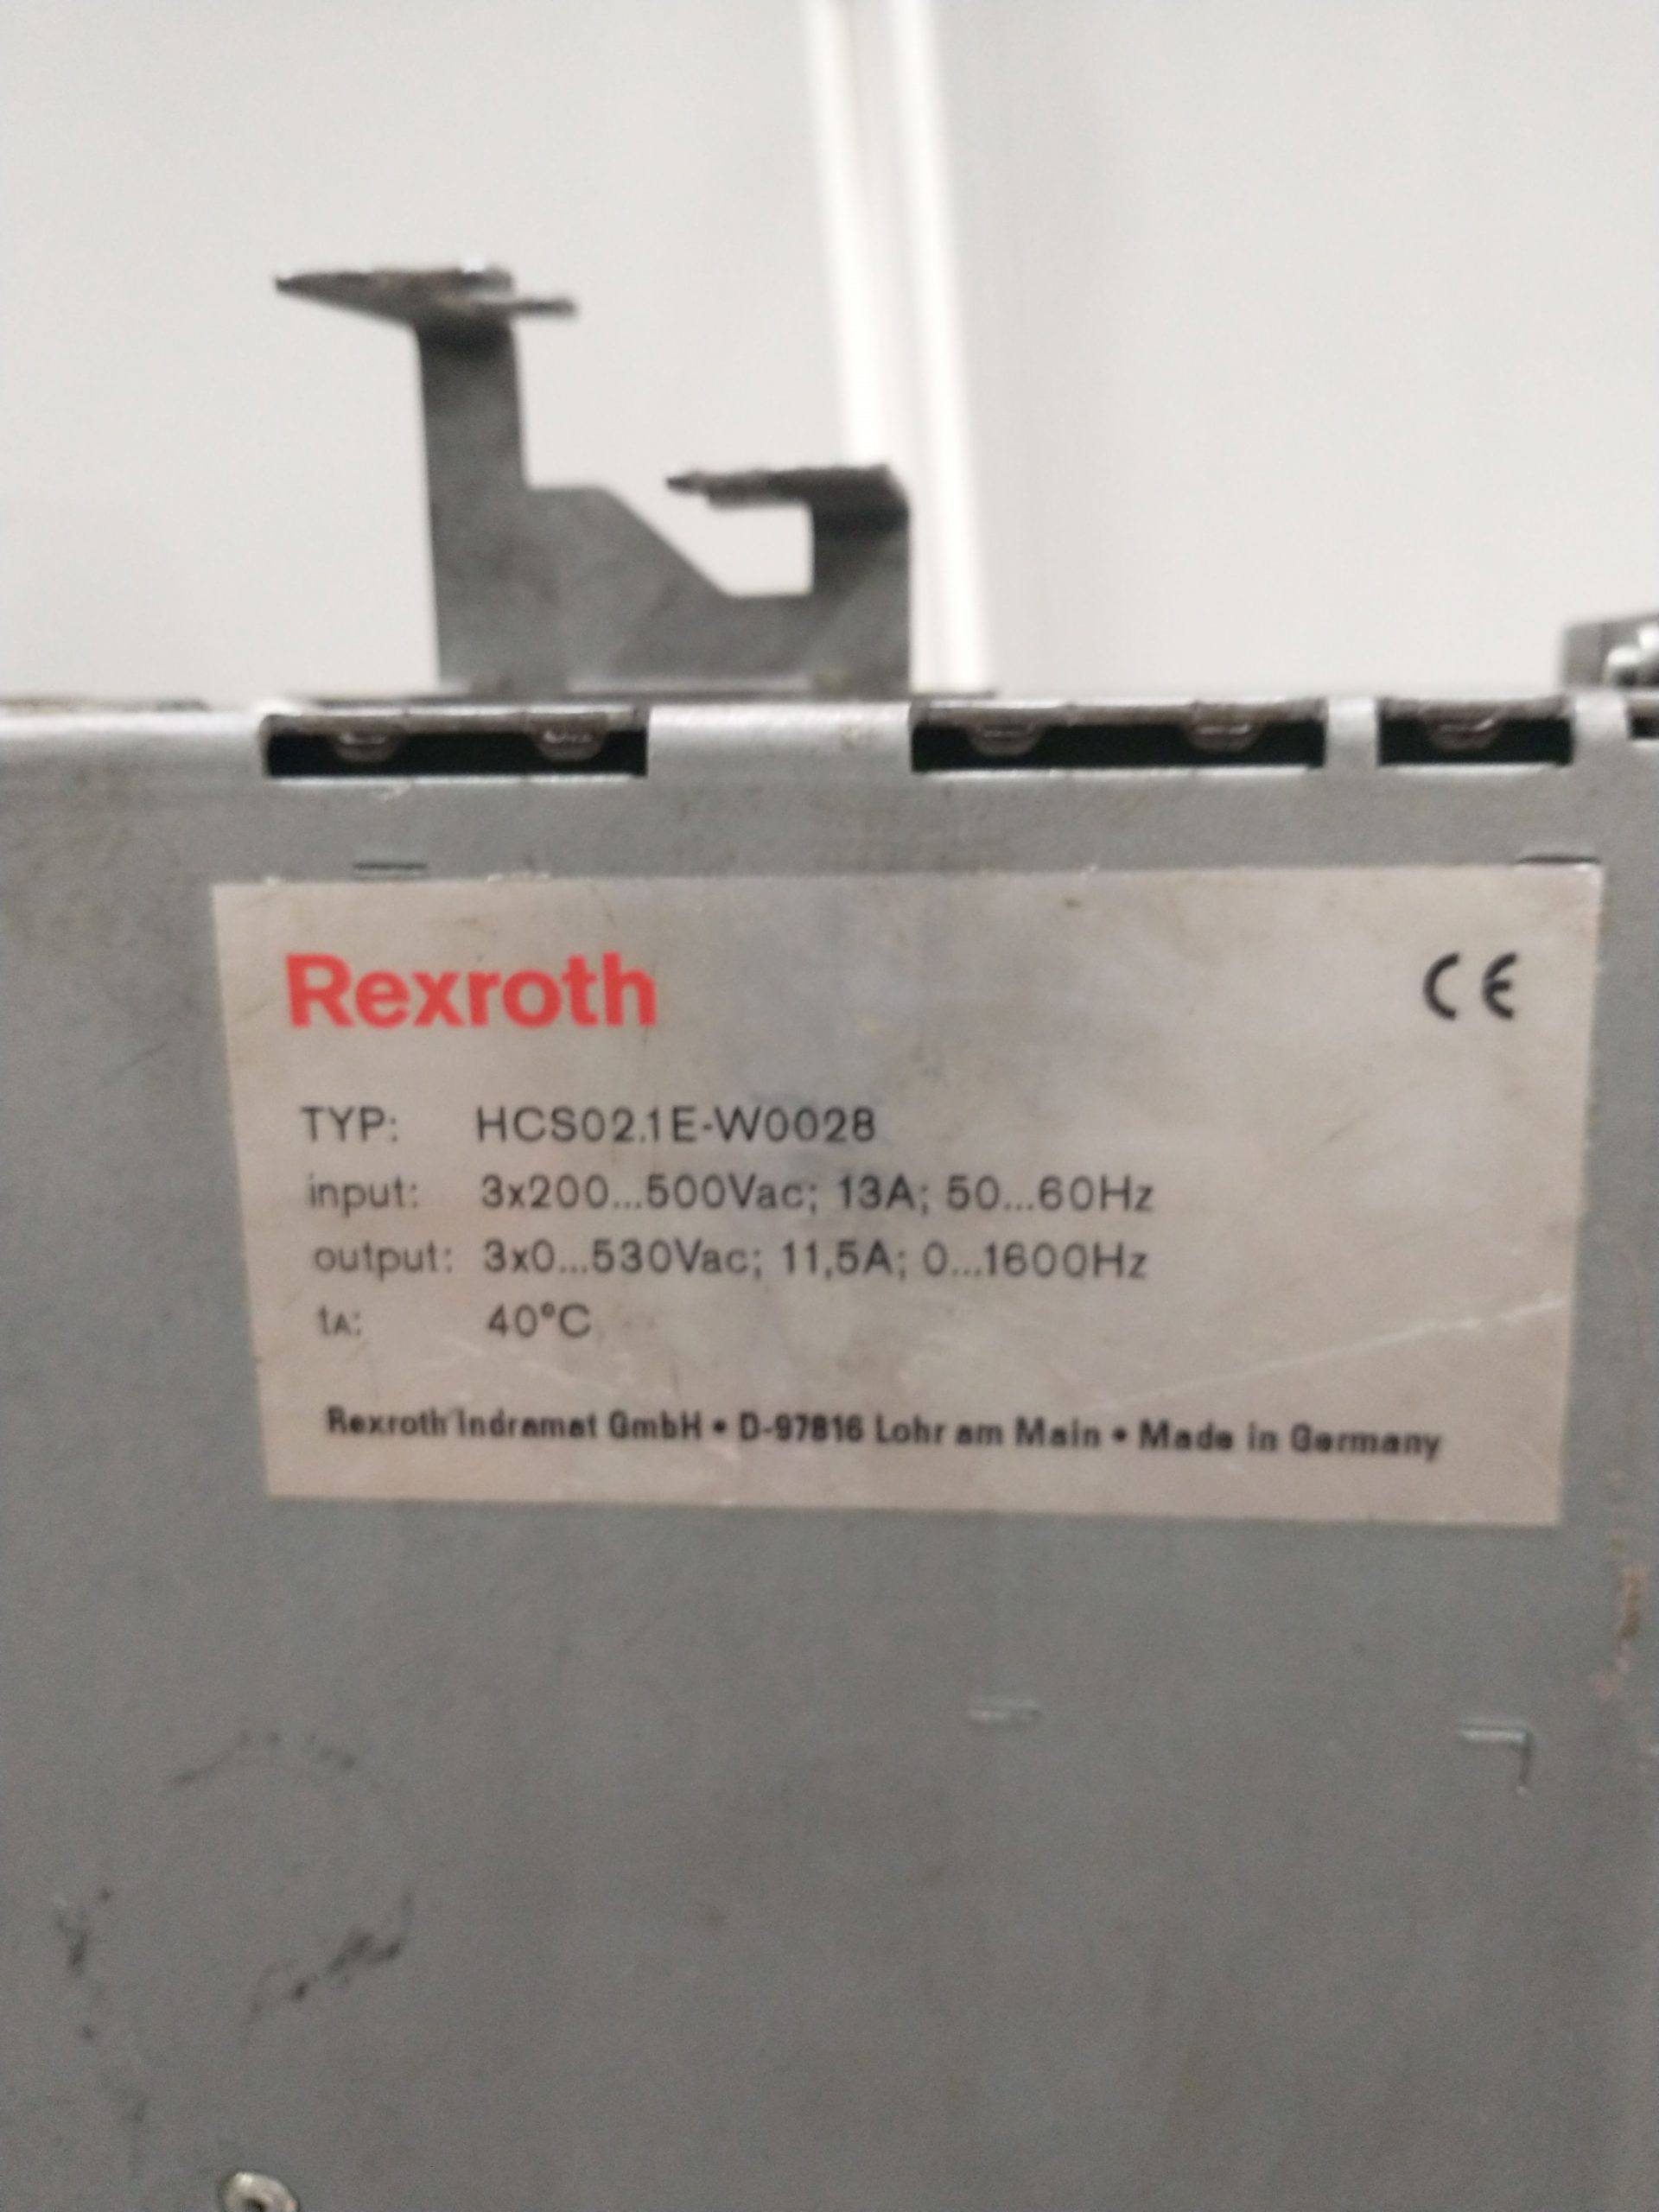 Rexroth CE
TYP: HCS02.1E-W0028
input: 3x200...500Vac; 13A; 50...60Hz
output: 3x0...530Vac; 11,5A; 0...1600Hz
tA: 40°C
Rexroth Indramat GmbH • D-97816 Lohr am Main • Made in Germany